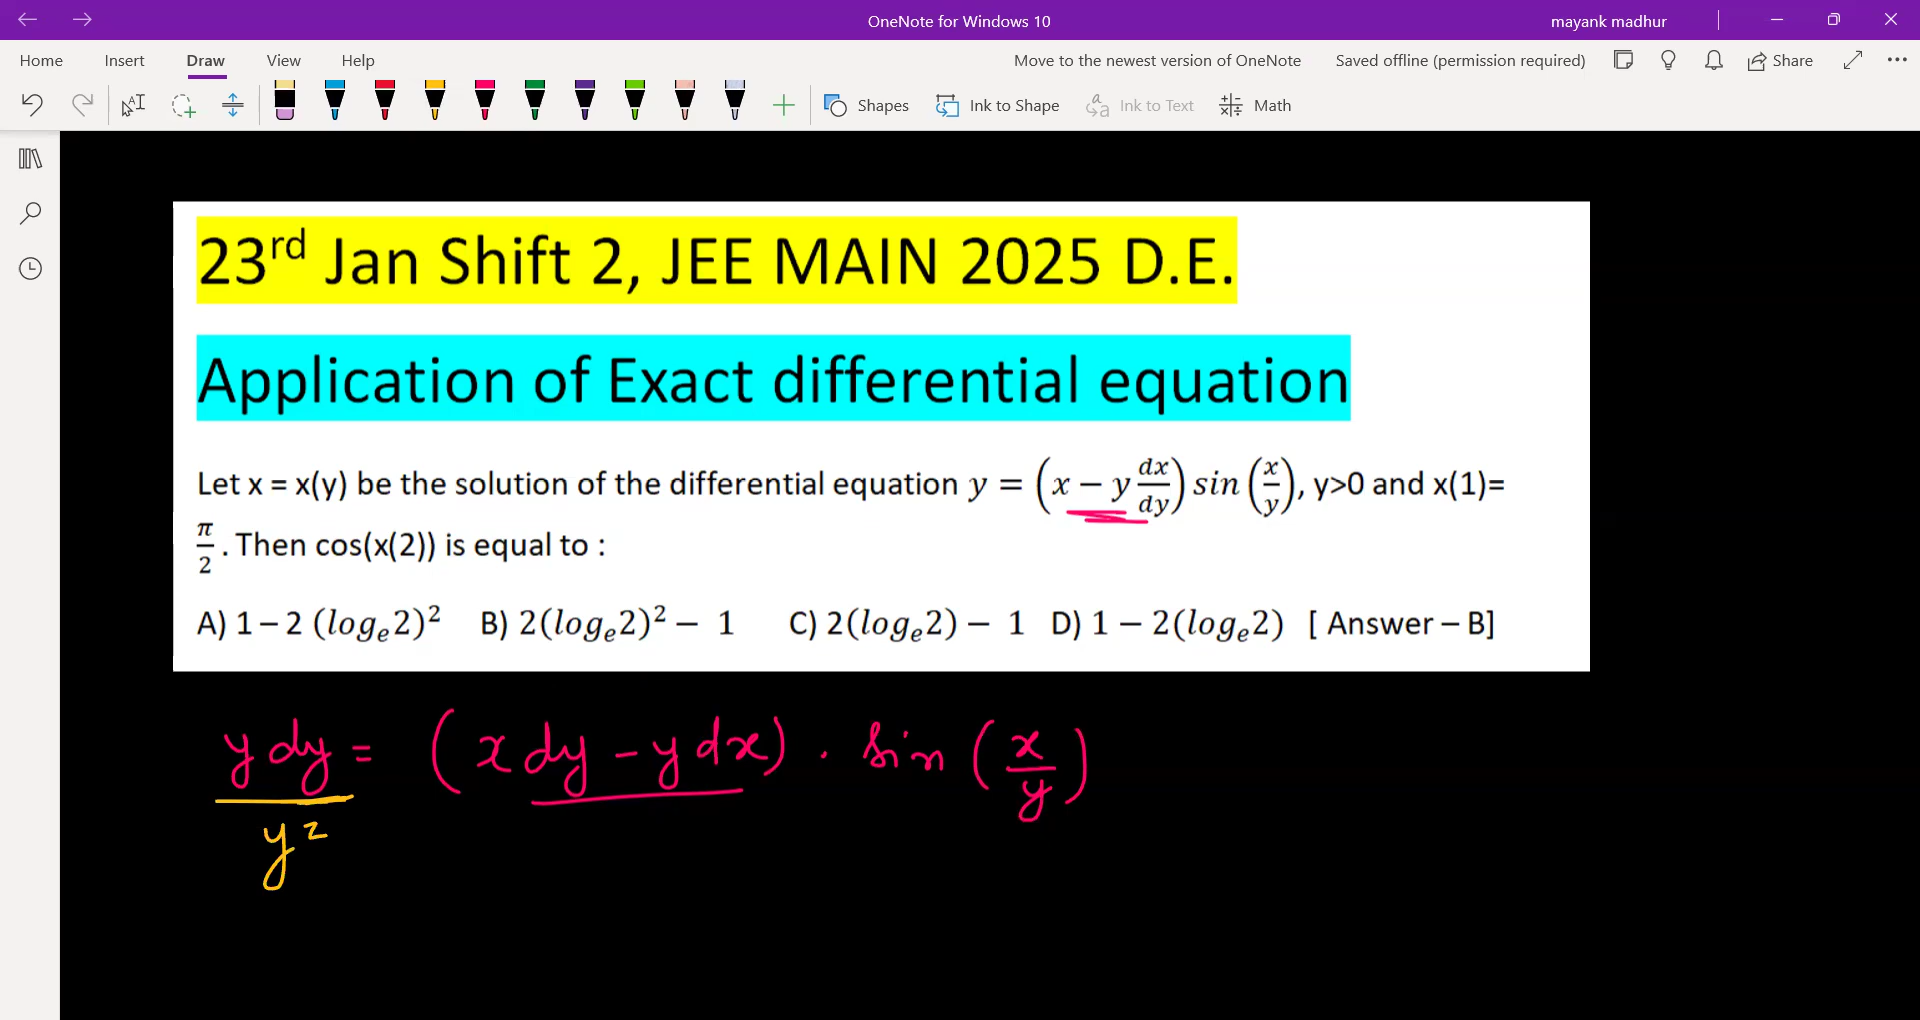 OneNote for Windows 10
mayank madhur
Home Insert Draw View Help
Move to the newest version of OneNote Saved offline (permission required) Share
Shapes Ink to Shape Ink to Text Math
23rd Jan Shift 2, JEE MAIN 2025 D.E.
Application of Exact differential equation
Let x = x(y) be the solution of the differential equation y = (x − y dx/dy) sin (x/y), y>0 and x(1)=
π/2 . Then cos(x(2)) is equal to :
A) 1 – 2 (logₑ2)² B) 2(logₑ2)² − 1 C) 2(logₑ2) − 1 D) 1 − 2(logₑ2) [ Answer – B]
y dy = (x dy − y dx) · sin (x/y)
y²